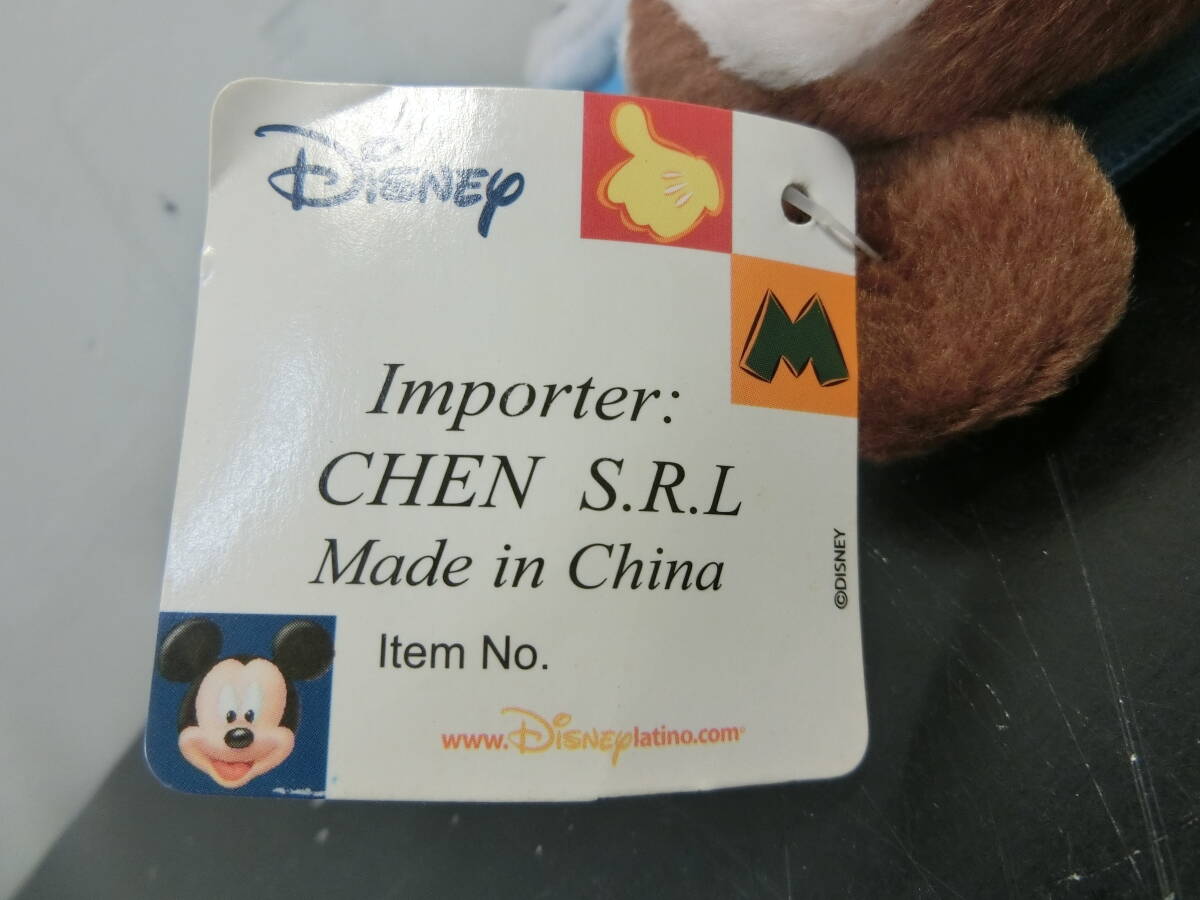 Disney
M
Importer:
CHEN S.R.L
Made in China
©DISNEY
Item No.
www.Disneylatino.com